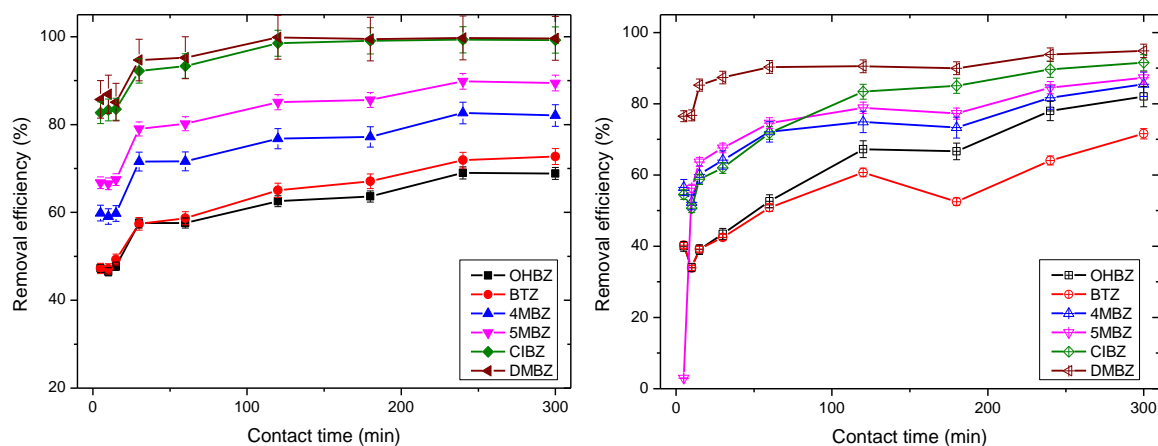 100
80
60
40
20
0
100
200
300
Removal efficiency (%)
Contact time (min)
OHBZ
BTZ
4MBZ
5MBZ
ClBZ
DMBZ
100
80
60
40
20
0
0
100
200
300
Removal efficiency (%)
Contact time (min)
OHBZ
BTZ
4MBZ
5MBZ
ClBZ
DMBZ